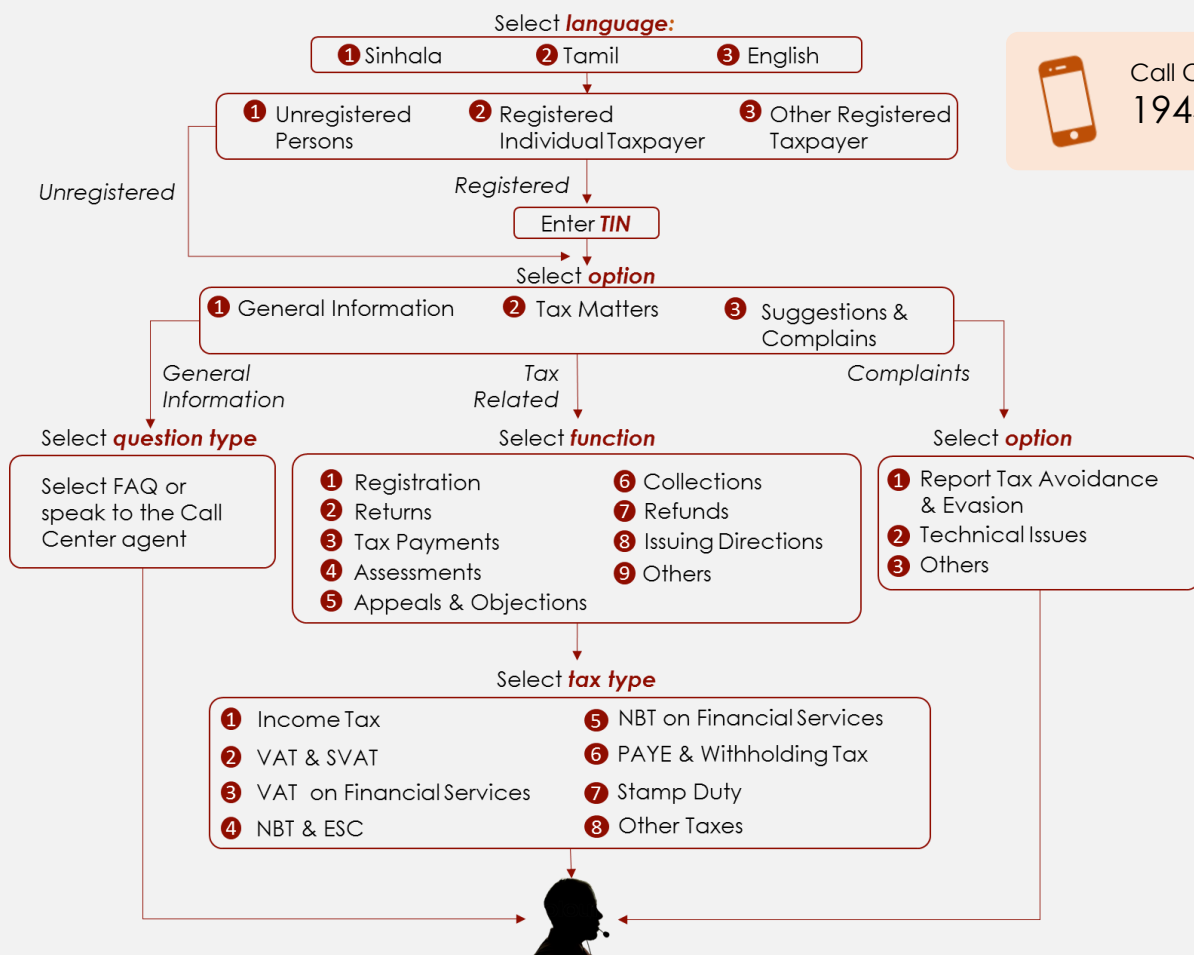 Select language:
1 Sinhala 2 Tamil 3 English
Call
194
1 Unregistered Persons
2 Registered Individual Taxpayer
3 Other Registered Taxpayer
Unregistered
Registered
Enter TIN
Select option
1 General Information
2 Tax Matters
3 Suggestions & Complains
General Information
Tax Related
Complaints
Select question type
Select FAQ or
speak to the Call
Center agent
Select function
1 Registration
2 Returns
3 Tax Payments
4 Assessments
5 Appeals & Objections
6 Collections
7 Refunds
8 Issuing Directions
9 Others
Select option
1 Report Tax Avoidance
& Evasion
2 Technical Issues
3 Others
Select tax type
1 Income Tax
2 VAT & SVAT
3 VAT on Financial Services
4 NBT & ESC
5 NBT on Financial Services
6 PAYE & Withholding Tax
7 Stamp Duty
8 Other Taxes